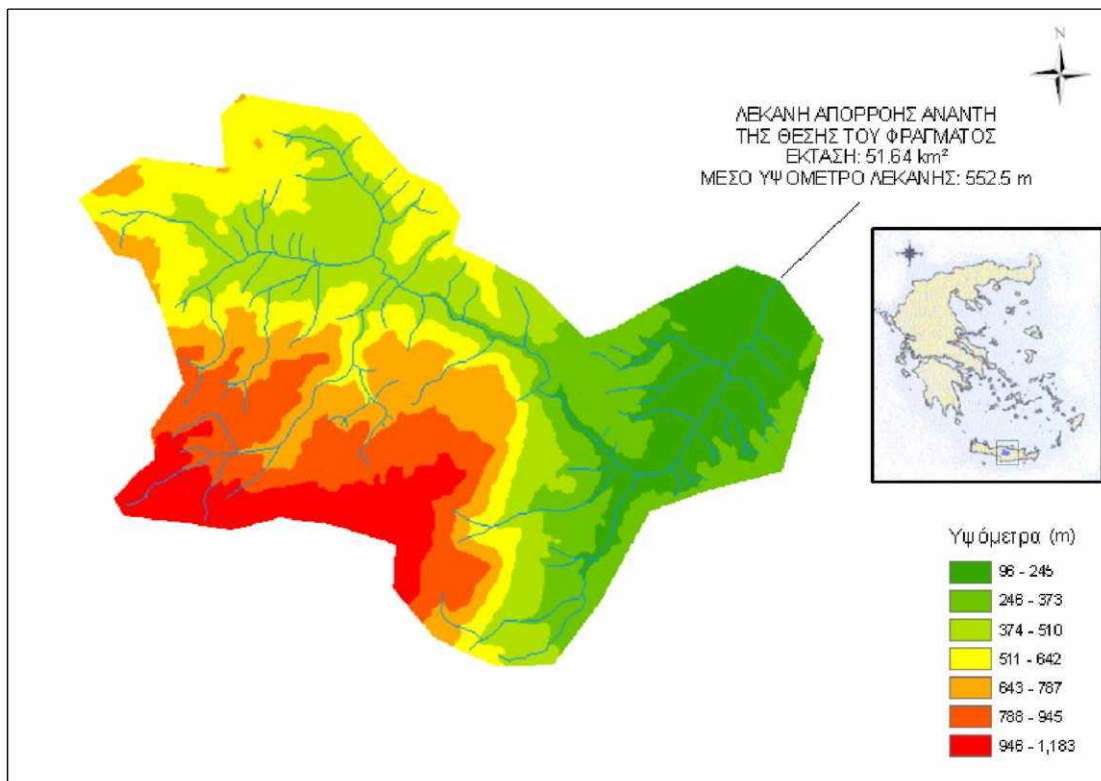 N
ΛΕΚΑΝΗ ΑΠΟΡΡΟΗΣ ΑΝΑΝΤΗ
ΤΗΣ ΘΕΣΗΣ ΤΟΥ ΦΡΑΓΜΑΤΟΣ
ΕΚΤΑΣΗ: 51.64 km²
ΜΕΣΟ ΥΨΟΜΕΤΡΟ ΛΕΚΑΝΗΣ: 552.5 m
Υψόμετρα (m)
96 - 245
246 - 373
374 - 510
511 - 642
643 - 787
788 - 945
946 - 1,183